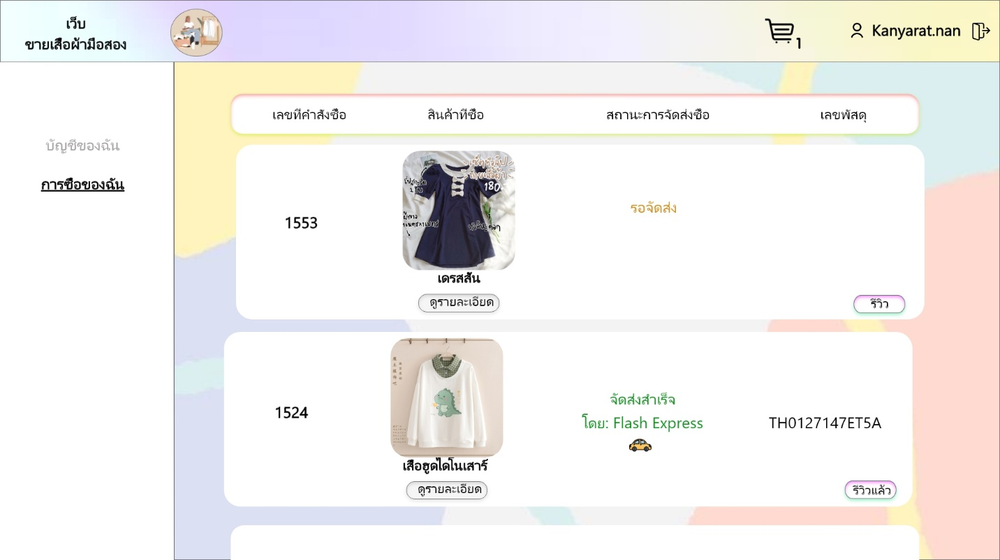 เว็บ
ขายเสื้อผ้ามือสอง
1
Kanyarat.nan
บัญชีของฉัน
การซื้อของฉัน
เลขที่คำสั่งซื้อ สินค้าที่ซื้อ สถานะการจัดส่งซื้อ เลขพัสดุ
180.-
1553
รอจัดส่ง
เดรสสั้น
ดูรายละเอียด
รีวิว
1524
จัดส่งสำเร็จ
โดย: Flash Express
TH0127147ET5A
เสื้อฮูดไดโนเสาร์
ดูรายละเอียด
รีวิวแล้ว